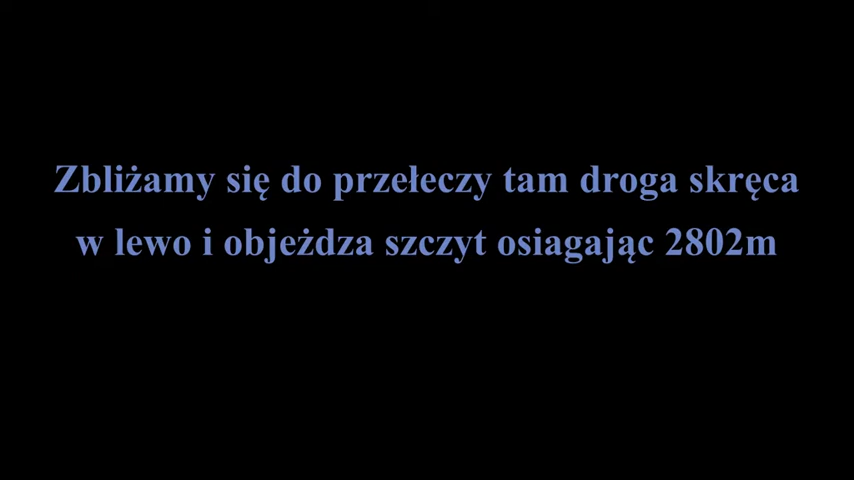 Zbliżamy się do przełeczy tam droga skręca
w lewo i objeżdza szczyt osiagając 2802m